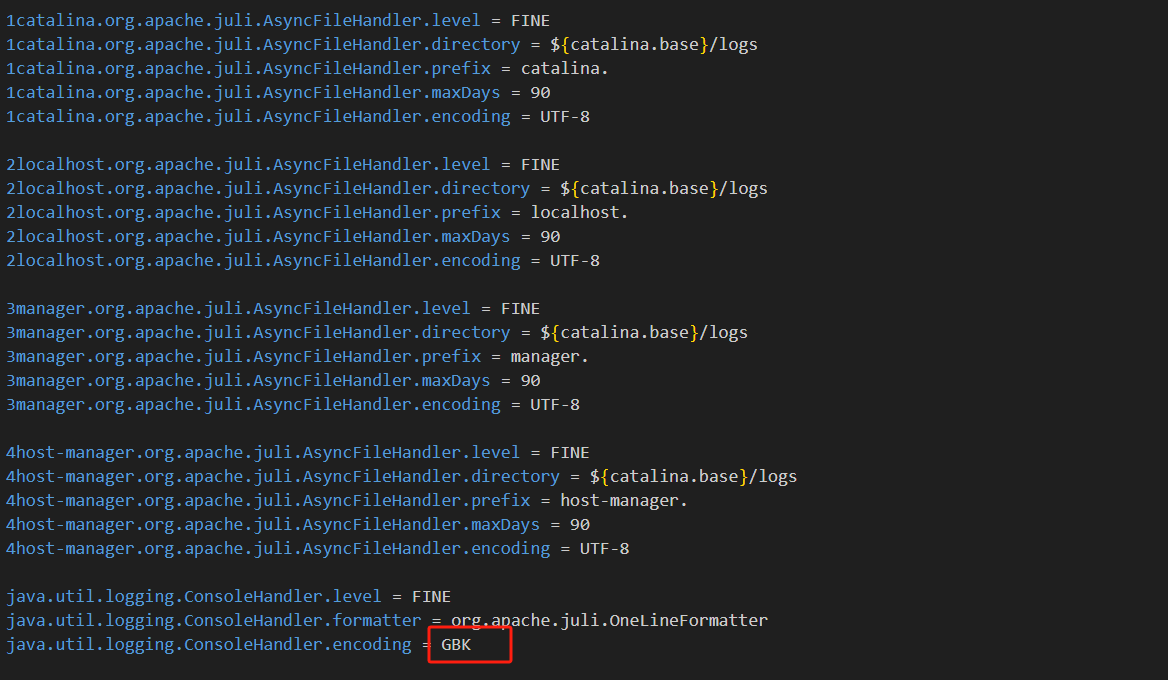 1catalina.org.apache.juli.AsyncFileHandler.level = FINE
1catalina.org.apache.juli.AsyncFileHandler.directory = ${catalina.base}/logs
1catalina.org.apache.juli.AsyncFileHandler.prefix = catalina.
1catalina.org.apache.juli.AsyncFileHandler.maxDays = 90
1catalina.org.apache.juli.AsyncFileHandler.encoding = UTF-8
2localhost.org.apache.juli.AsyncFileHandler.level = FINE
2localhost.org.apache.juli.AsyncFileHandler.directory = ${catalina.base}/logs
2localhost.org.apache.juli.AsyncFileHandler.prefix = localhost.
2localhost.org.apache.juli.AsyncFileHandler.maxDays = 90
2localhost.org.apache.juli.AsyncFileHandler.encoding = UTF-8
3manager.org.apache.juli.AsyncFileHandler.level = FINE
3manager.org.apache.juli.AsyncFileHandler.directory = ${catalina.base}/logs
3manager.org.apache.juli.AsyncFileHandler.prefix = manager.
3manager.org.apache.juli.AsyncFileHandler.maxDays = 90
3manager.org.apache.juli.AsyncFileHandler.encoding = UTF-8
4host-manager.org.apache.juli.AsyncFileHandler.level = FINE
4host-manager.org.apache.juli.AsyncFileHandler.directory = ${catalina.base}/logs
4host-manager.org.apache.juli.AsyncFileHandler.prefix = host-manager.
4host-manager.org.apache.juli.AsyncFileHandler.maxDays = 90
4host-manager.org.apache.juli.AsyncFileHandler.encoding = UTF-8
java.util.logging.ConsoleHandler.level = FINE
java.util.logging.ConsoleHandler.formatter = org.apache.juli.OneLineFormatter
java.util.logging.ConsoleHandler.encoding = GBK